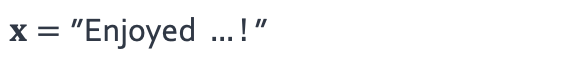 x = "Enjoyed ...!"